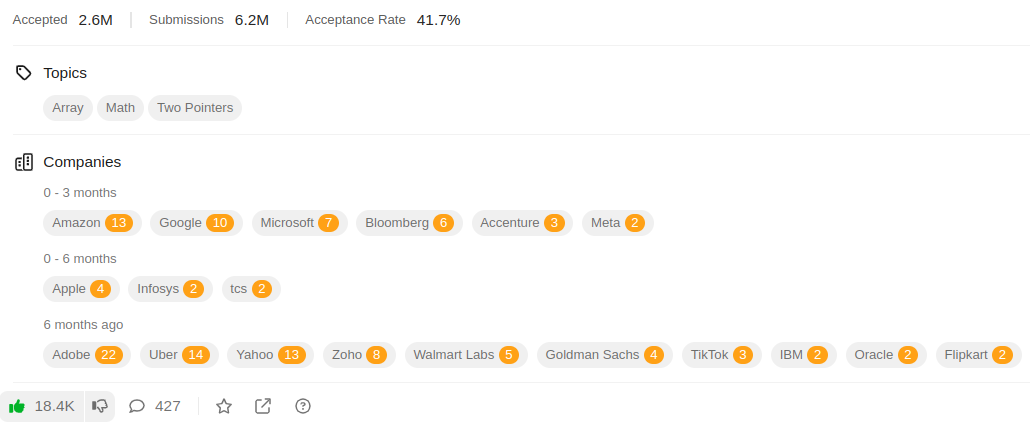 Accepted 2.6M Submissions 6.2M Acceptance Rate 41.7%
Topics
Array Math Two Pointers
Companies
0 - 3 months
Amazon 13 Google 10 Microsoft 7 Bloomberg 6 Accenture 3 Meta 2
0 - 6 months
Apple 4 Infosys 2 tcs 2
6 months ago
Adobe 22 Uber 14 Yahoo 13 Zoho 8 Walmart Labs 5 Goldman Sachs 4 TikTok 3 IBM 2 Oracle 2 Flipkart 2
18.4K 427